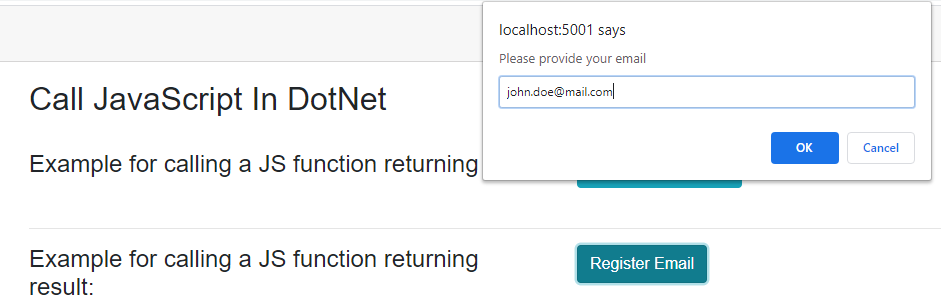 localhost:5001 says
Please provide your email
john.doe@mail.com
OK Cancel
Call JavaScript In DotNet
Example for calling a JS function returning
Example for calling a JS function returning
result:
Register Email